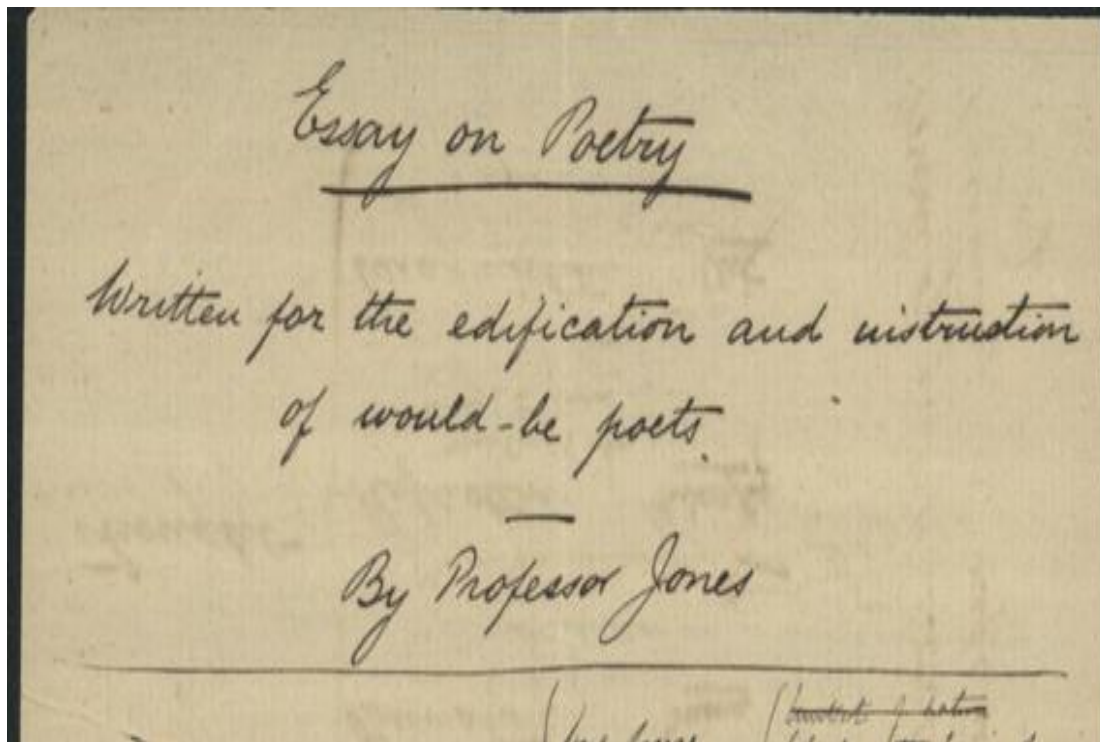 Essay on Poetry
Written for the edification and instruction
of would-be poets.
By Professor Jones